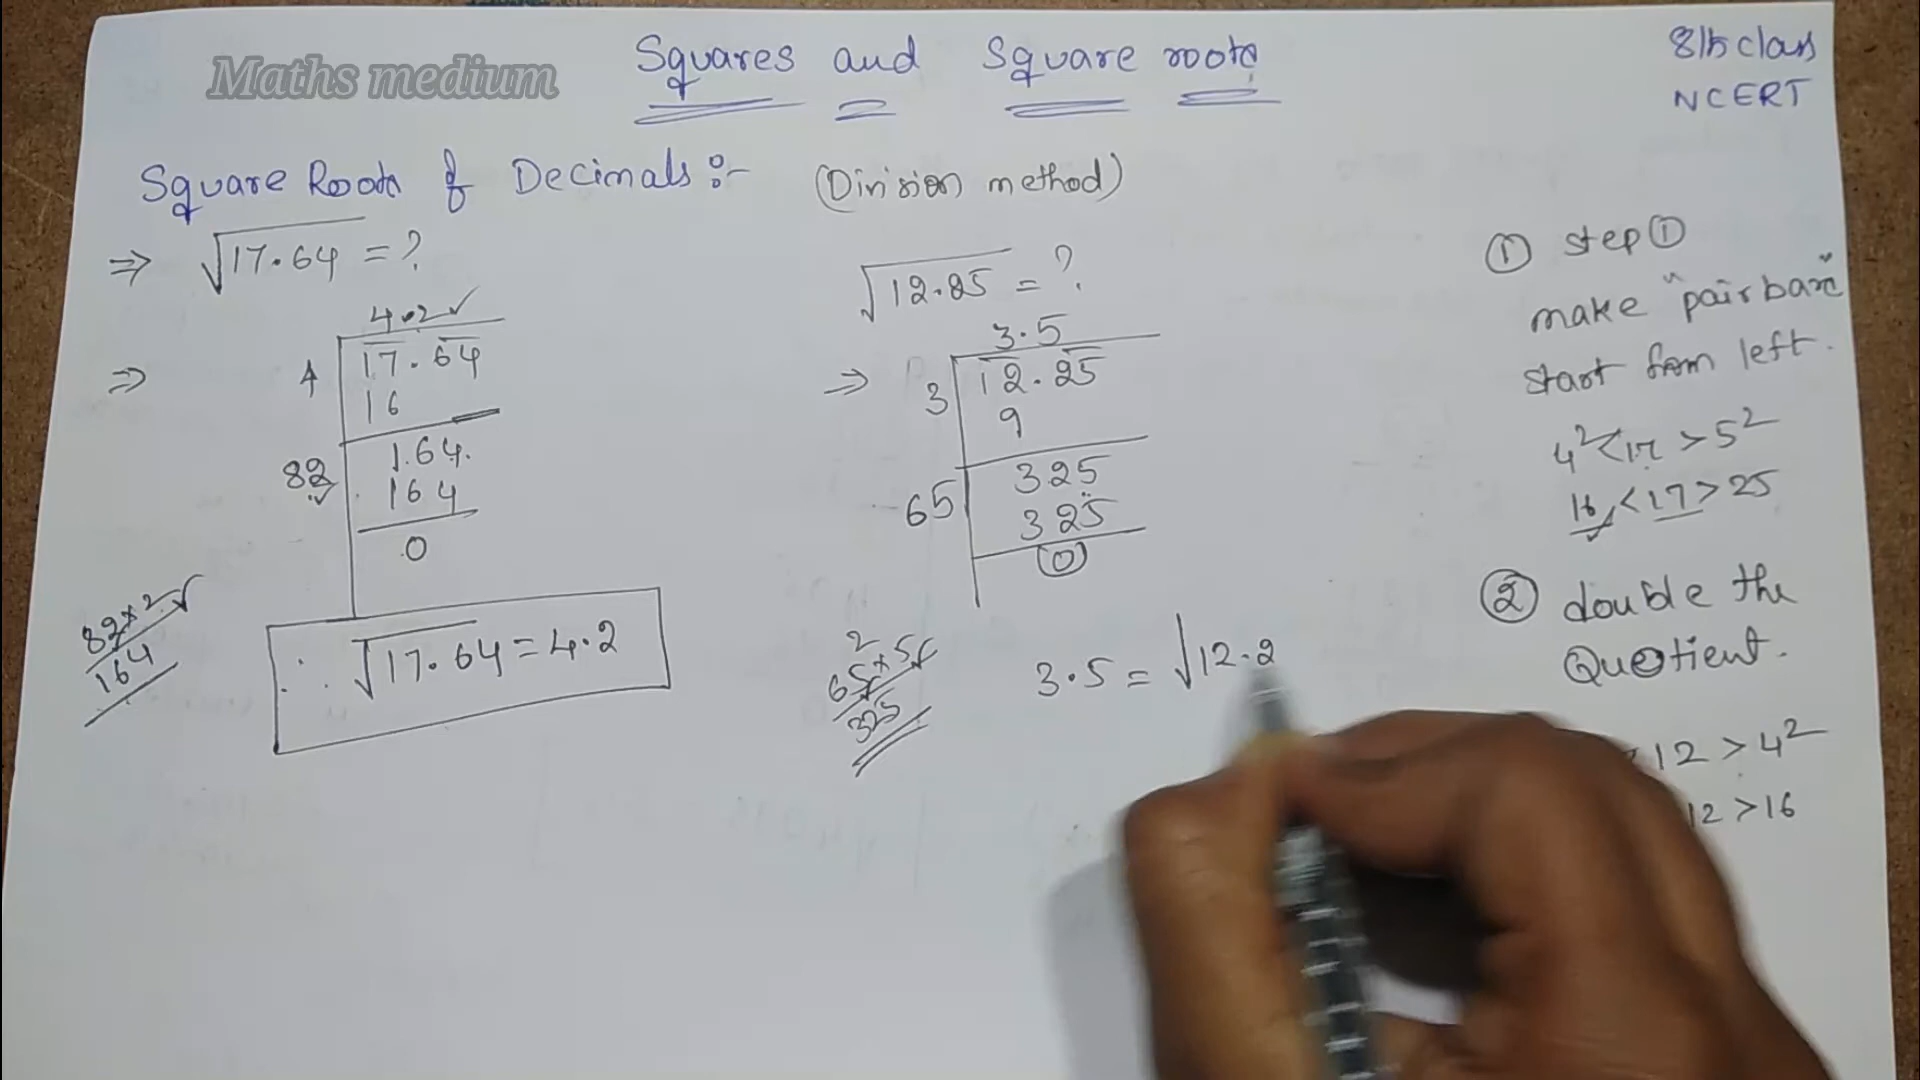 Maths medium
Squares and Square roots
8th class
NCERT
Square Roots of Decimals :- (Division method)
⇒ √17.64 = ?
4.2 ✓
⇒ 4 17.64
16
82 1.64.
164
0
82 × 2
164
∴ √17.64 = 4.2
√12.25 = ?
3.5
⇒ 3 12.25
9
65 325
325
0
2
65 × 5
325
3.5 = √12.2
① step ①
make "pair bars"
start from left.
4² < 17 > 5²
16 < 17 > 25
② double the
Quotient.
12 > 4²
12 > 16